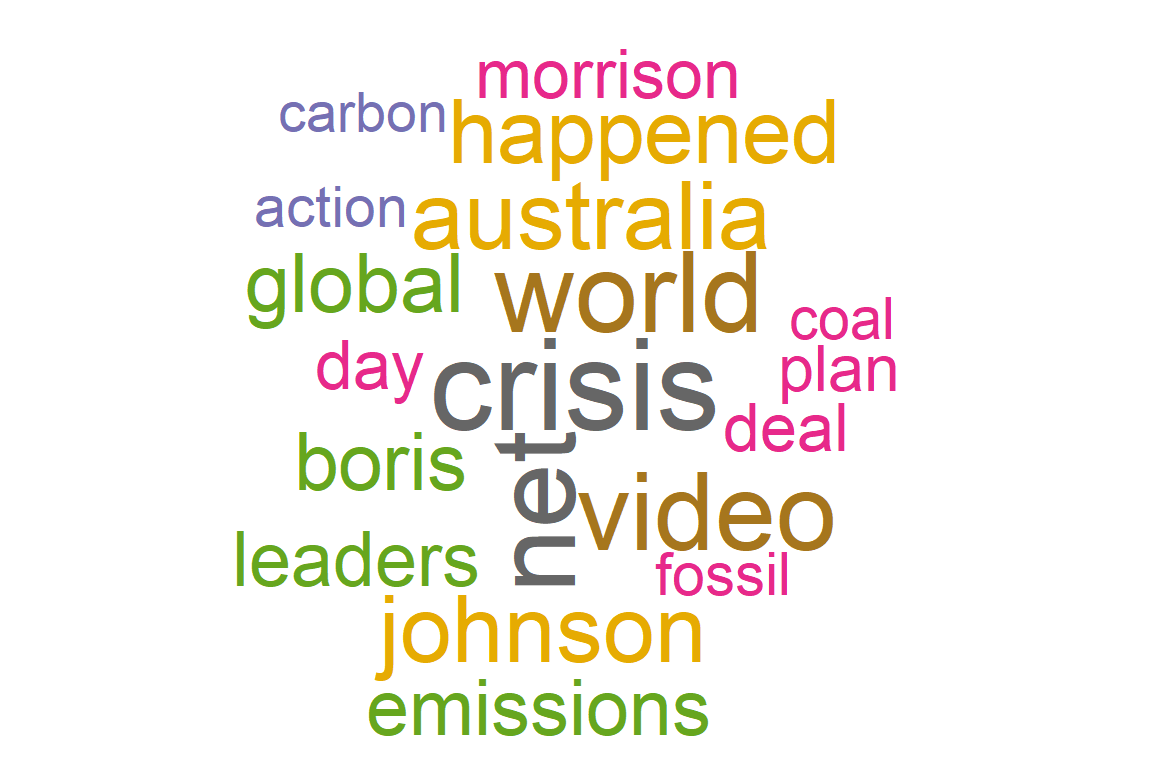 morrison
carbon
happened
action
australia
global
world
coal
day
crisis
plan
deal
boris
net
video
leaders
fossil
johnson
emissions